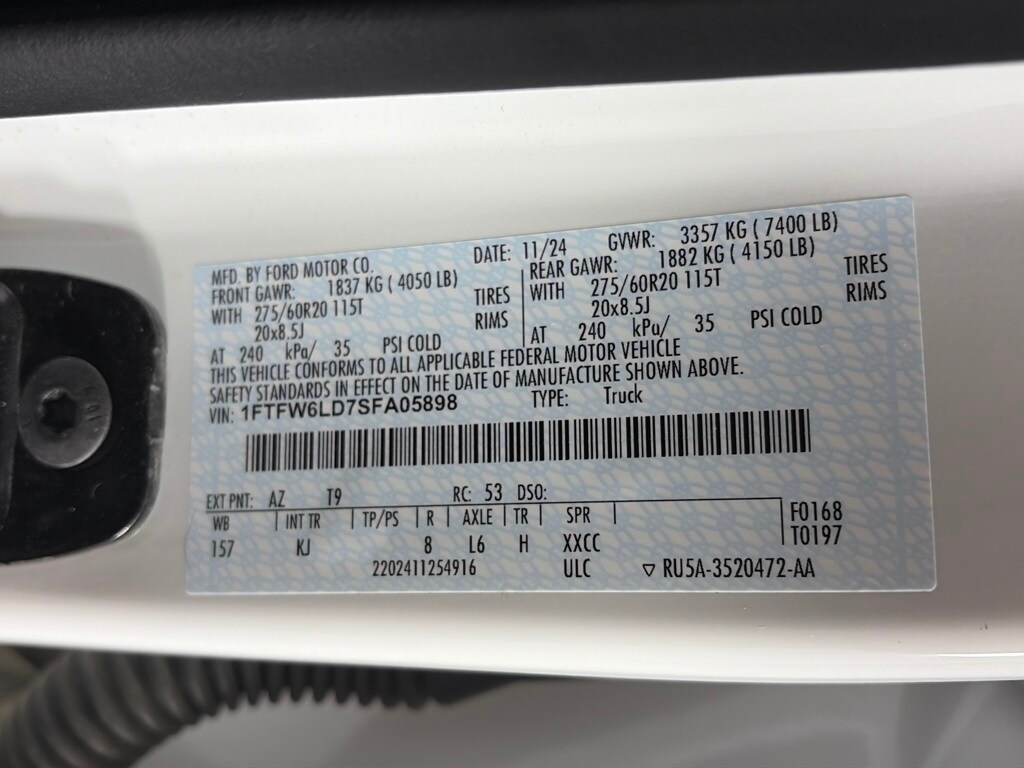 MFD. BY FORD MOTOR CO. DATE: 11/24 GVWR: 3357 KG ( 7400 LB)
FRONT GAWR: 1837 KG ( 4050 LB) REAR GAWR: 1882 KG ( 4150 LB)
WITH 275/60R20 115T TIRES WITH 275/60R20 115T TIRES
20x8.5J RIMS 20x8.5J RIMS
AT 240 kPa/ 35 PSI COLD AT 240 kPa/ 35 PSI COLD
THIS VEHICLE CONFORMS TO ALL APPLICABLE FEDERAL MOTOR VEHICLE
SAFETY STANDARDS IN EFFECT ON THE DATE OF MANUFACTURE SHOWN ABOVE.
VIN: 1FTFW6LD7SFA05898 TYPE: Truck
EXT PNT: AZ T9 RC: 53 DSO:
WB INT TR TP/PS R AXLE TR SPR F0168
157 KJ 8 L6 H XXCC T0197
2202411254916 ULC ▽ RU5A-3520472-AA